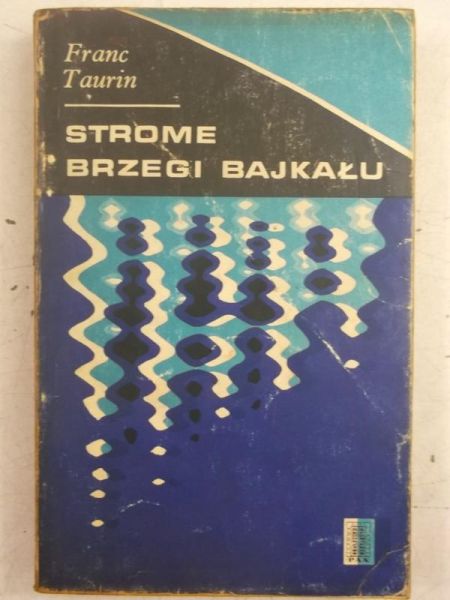 Franc
Taurin
STROME
BRZEGI BAJKAŁU